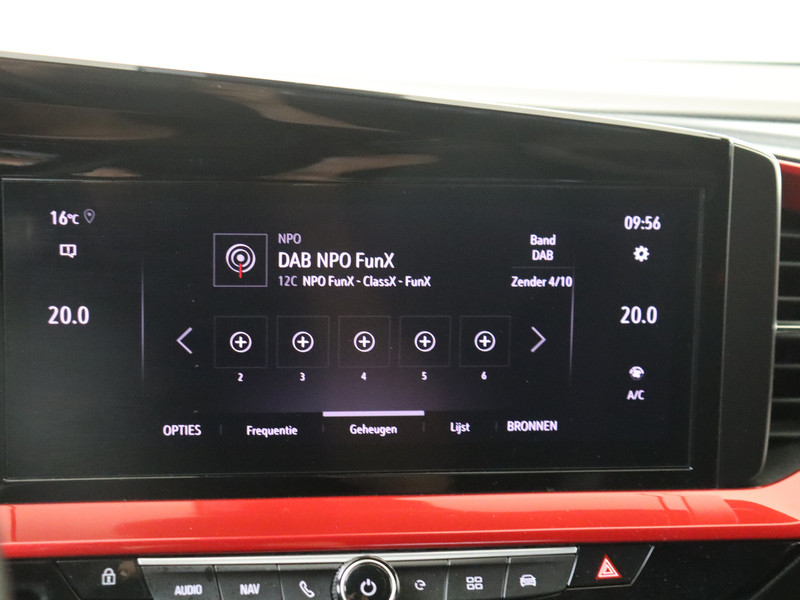 16°C
09:56
NPO
DAB NPO FunX
12C NPO FunX - ClassX - FunX
Band
DAB
Zender 4/10
20.0
20.0
2 3 4 5 6
A/C
OPTIES Frequentie Geheugen Lijst BRONNEN
AUDIO NAV